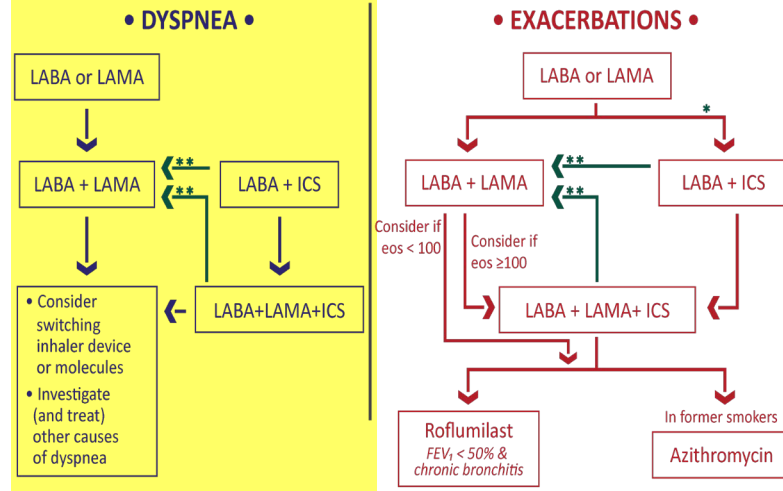 • DYSPNEA •
LABA or LAMA
**
LABA + LAMA
**
LABA + ICS
LABA+LAMA+ICS
• Consider
switching
inhaler device
or molecules
• Investigate
(and treat)
other causes
of dyspnea
• EXACERBATIONS •
LABA or LAMA
*
**
LABA + LAMA
**
LABA + ICS
Consider if
eos < 100
Consider if
eos ≥100
LABA + LAMA+ ICS
Roflumilast
FEV₁ < 50% &
chronic bronchitis
In former smokers
Azithromycin